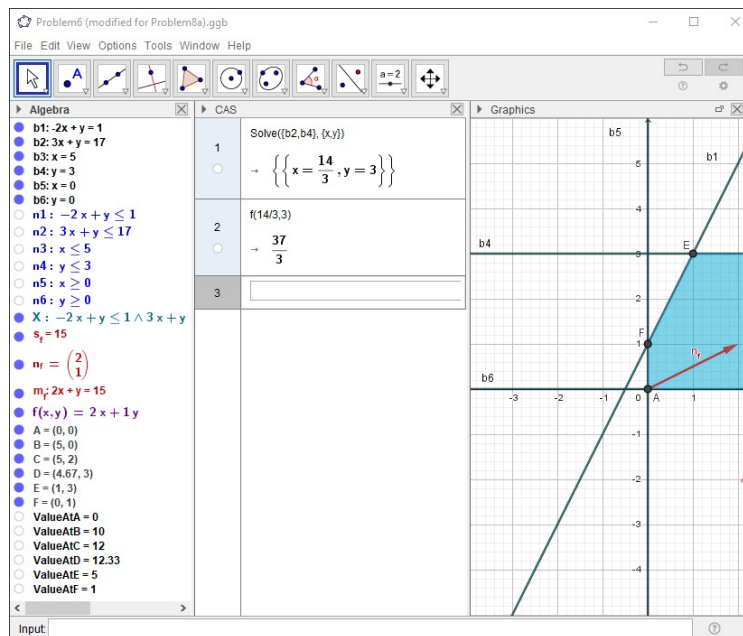 Problem6 (modified for Problem8a).ggb
File Edit View Options Tools Window Help
A
α
a = 2
Algebra
b1: -2x + y = 1
b2: 3x + y = 17
b3: x = 5
b4: y = 3
b5: x = 0
b6: y = 0
n1 : −2 x + y ≤ 1
n2 : 3 x + y ≤ 17
n3 : x ≤ 5
n4 : y ≤ 3
n5 : x ≥ 0
n6 : y ≥ 0
X : −2 x + y ≤ 1 ∧ 3 x + y
s_f = 15
n_f = (2 1)
m_f: 2x + y = 15
f(x,y) = 2 x + 1 y
A = (0, 0)
B = (5, 0)
C = (5, 2)
D = (4.67, 3)
E = (1, 3)
F = (0, 1)
ValueAtA = 0
ValueAtB = 10
ValueAtC = 12
ValueAtD = 12.33
ValueAtE = 5
ValueAtF = 1
CAS
1
Solve({b2,b4}, {x,y})
→ {{x = 14/3 , y = 3}}
2
f(14/3,3)
→ 37/3
3
Graphics
b5
b1
5
4
b4
E
3
2
F
1
n_f
b6
-3 -2 -1 0 A 1
-1
-2
-3
-4
Input: